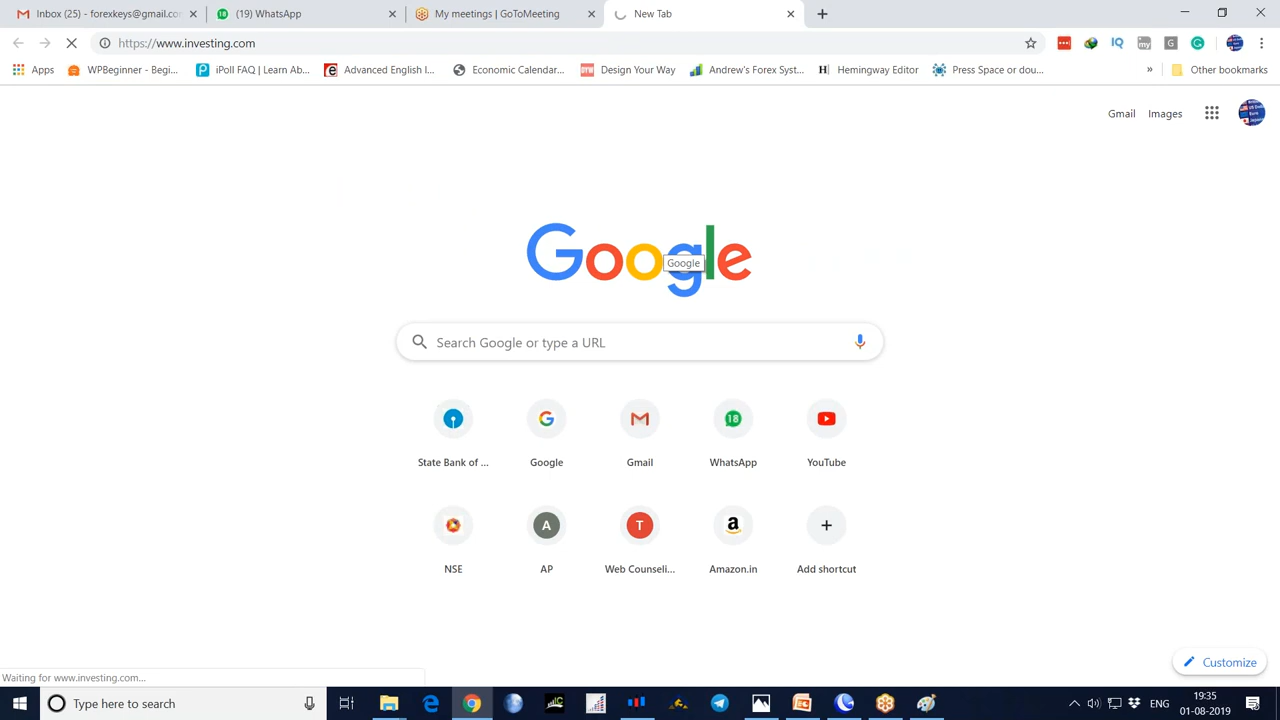 Inbox (25) - forexkeys@gmail.co
(19) WhatsApp
My meetings | GoToMeeting
New Tab
https://www.investing.com
Apps
WPBeginner - Begi...
iPoll FAQ | Learn Ab...
Advanced English I...
Economic Calendar...
Design Your Way
Andrew's Forex Syst...
Hemingway Editor
Press Space or dou...
»
Other bookmarks
Gmail
Images
Google
Google
Search Google or type a URL
State Bank of ...
Google
Gmail
18
WhatsApp
YouTube
NSE
A
AP
T
Web Counseli...
Amazon.in
Add shortcut
Customize
Waiting for www.investing.com...
Type here to search
ENG
19:35
01-08-2019